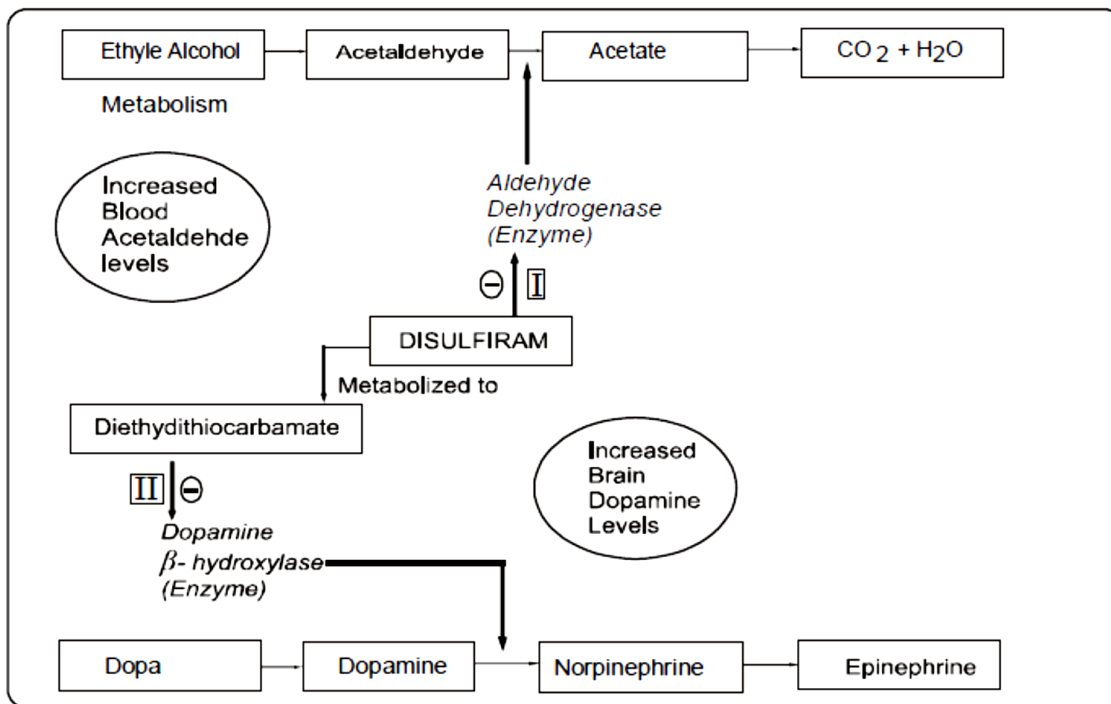 Ethyle Alcohol
Acetaldehyde
Acetate
CO2 + H2O
Metabolism
Increased
Blood
Acetaldehde
levels
Aldehyde
Dehydrogenase
(Enzyme)
⊖ I
DISULFIRAM
Metabolized to
Diethydithiocarbamate
Increased
Brain
Dopamine
Levels
II ⊖
Dopamine
β- hydroxylase
(Enzyme)
Dopa
Dopamine
Norpinephrine
Epinephrine